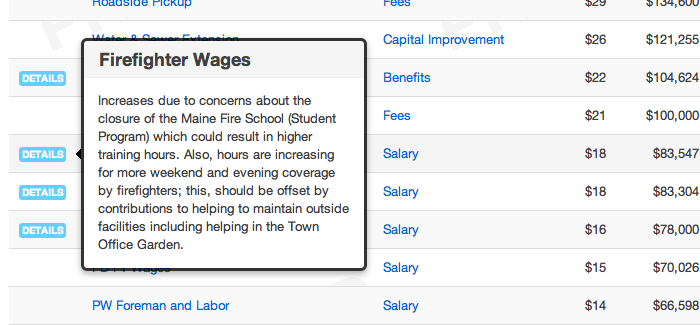 Roadside Pickup Fees $29 $134,600
Water & Sewer Extension Capital Improvement $26 $121,255
Firefighter Wages
DETAILS Benefits $22 $104,624
Increases due to concerns about the
closure of the Maine Fire School (Student
Program) which could result in higher
training hours. Also, hours are increasing
for more weekend and evening coverage
by firefighters; this, should be offset by
contributions to helping to maintain outside
facilities including helping in the Town
Office Garden.
Fees $21 $100,000
DETAILS Salary $18 $83,547
DETAILS Salary $18 $83,304
DETAILS Salary $16 $78,000
Wages Salary $15 $70,026
PW Foreman and Labor Salary $14 $66,598